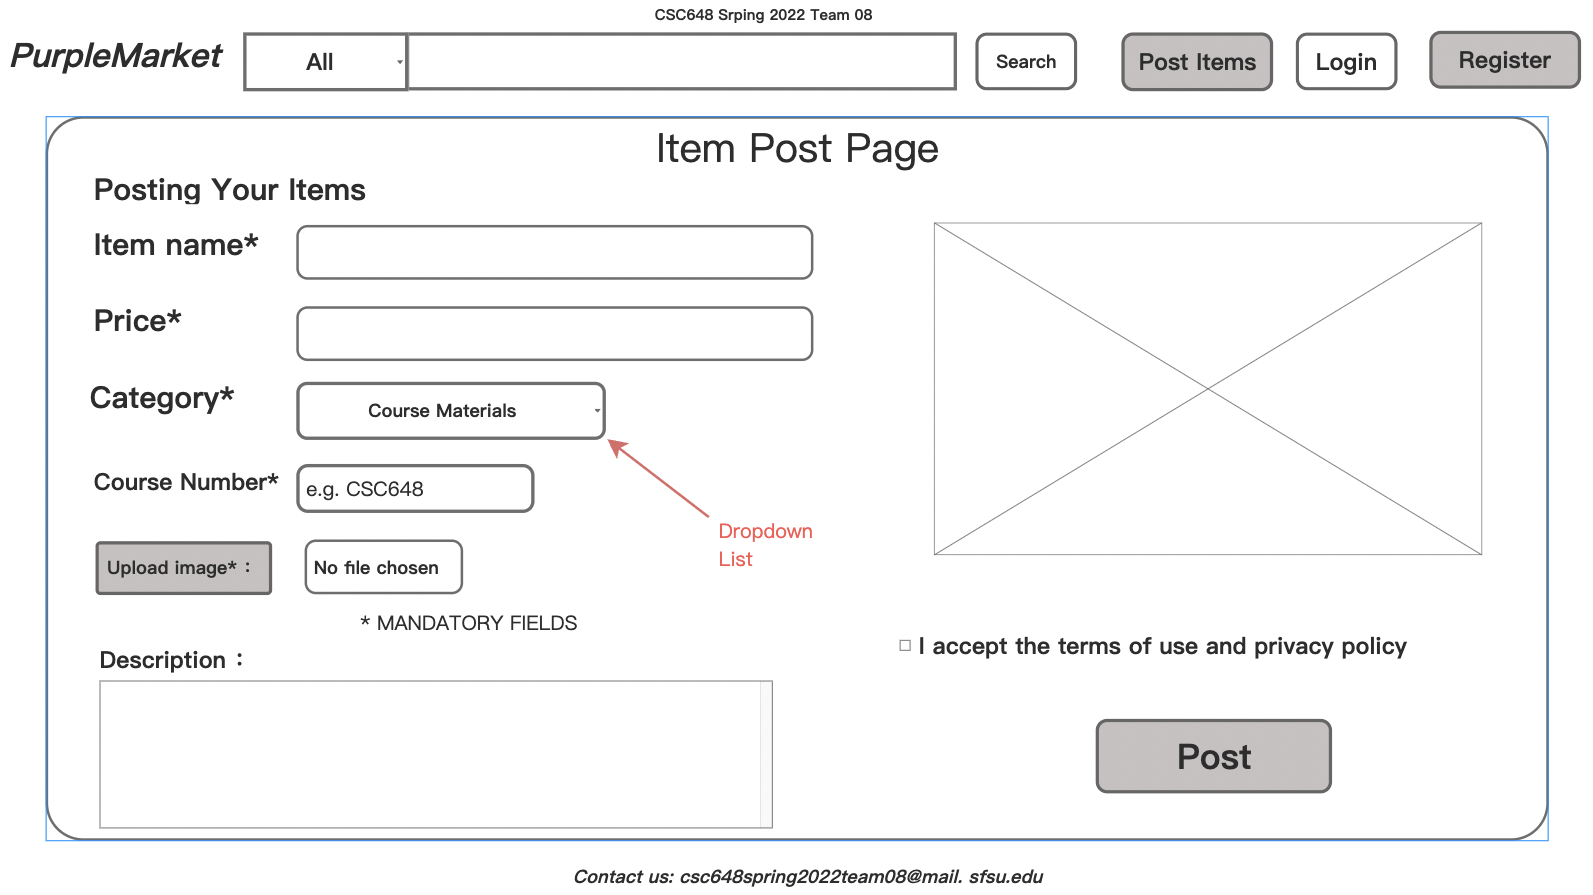 CSC648 Srping 2022 Team 08
PurpleMarket
All
Search
Post Items
Login
Register
Item Post Page
Posting Your Items
Item name*
Price*
Category*
Course Materials
Course Number*
e.g. CSC648
Dropdown
List
Upload image* :
No file chosen
* MANDATORY FIELDS
I accept the terms of use and privacy policy
Description :
Post
Contact us: csc648spring2022team08@mail. sfsu.edu